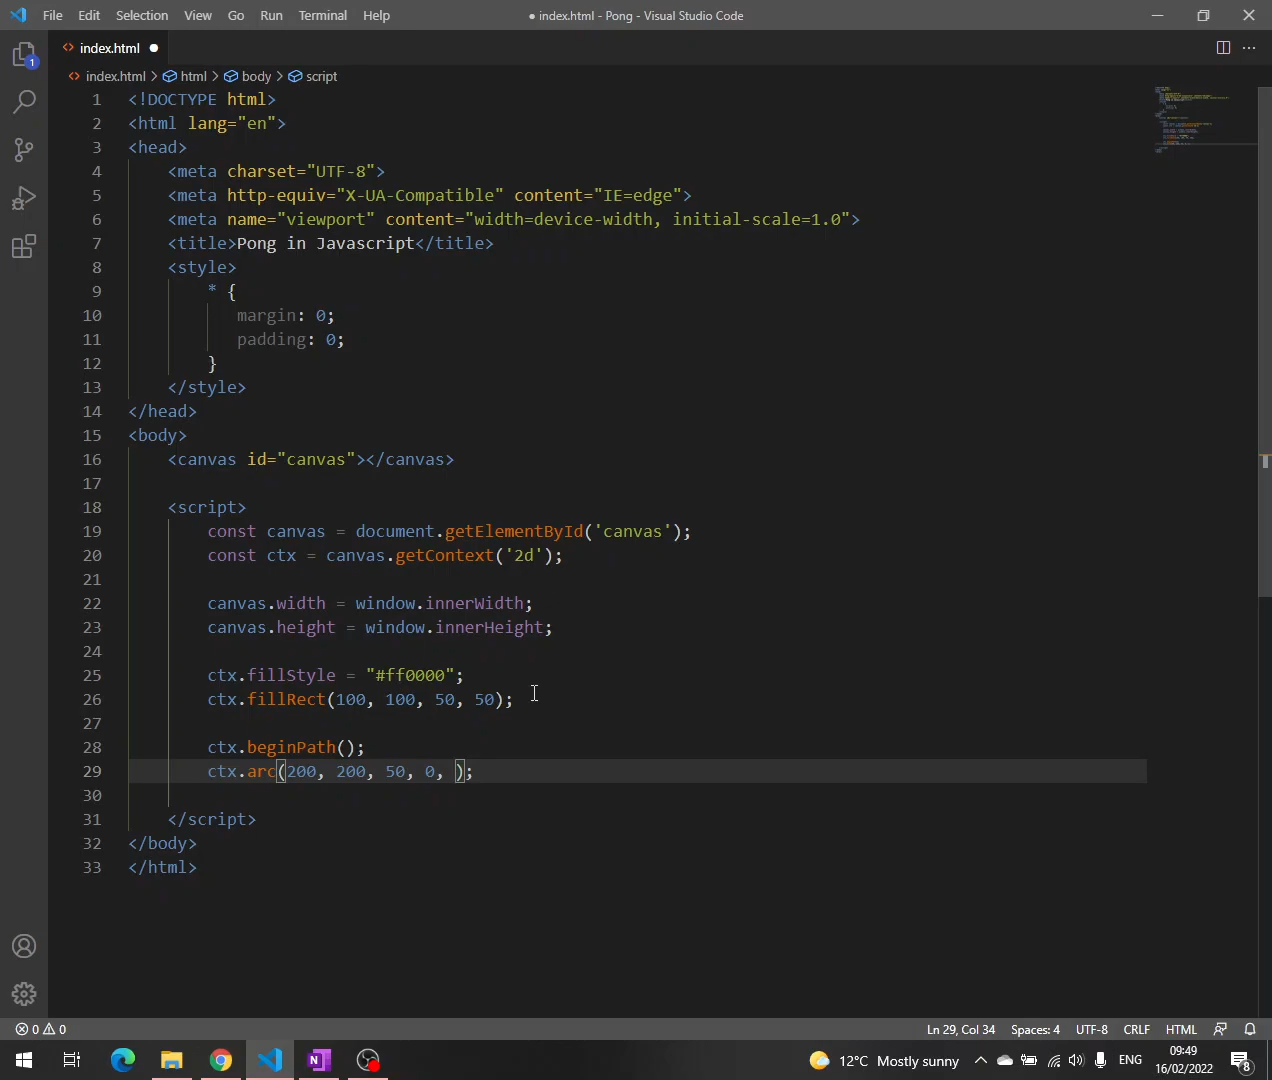 File Edit Selection View Go Run Terminal Help
● index.html - Pong - Visual Studio Code
1
index.html ●
index.html > html > body > script
1 <!DOCTYPE html>
2 <html lang="en">
3 <head>
4 <meta charset="UTF-8">
5 <meta http-equiv="X-UA-Compatible" content="IE=edge">
6 <meta name="viewport" content="width=device-width, initial-scale=1.0">
7 <title>Pong in Javascript</title>
8 <style>
9 * {
10 margin: 0;
11 padding: 0;
12 }
13 </style>
14 </head>
15 <body>
16 <canvas id="canvas"></canvas>
17
18 <script>
19 const canvas = document.getElementById('canvas');
20 const ctx = canvas.getContext('2d');
21
22 canvas.width = window.innerWidth;
23 canvas.height = window.innerHeight;
24
25 ctx.fillStyle = "#ff0000";
26 ctx.fillRect(100, 100, 50, 50);
27
28 ctx.beginPath();
29 ctx.arc(200, 200, 50, 0, );
30
31 </script>
32 </body>
33 </html>
0 0
Ln 29, Col 34 Spaces: 4 UTF-8 CRLF HTML
12°C Mostly sunny ENG 09:49
16/02/2022
8